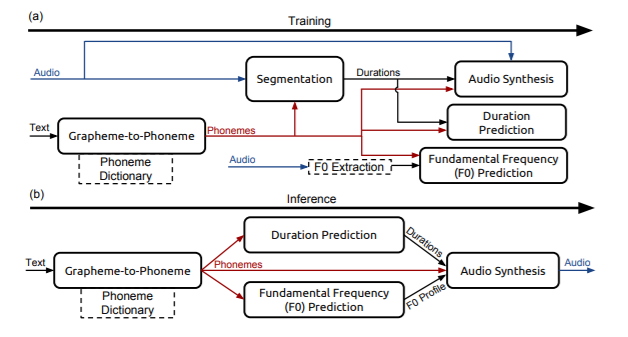 (a)
Training
Audio
Segmentation
Durations
Audio Synthesis
Text
Grapheme-to-Phoneme
Phonemes
Duration
Prediction
Phoneme
Dictionary
Audio
F0 Extraction
Fundamental Frequency
(F0) Prediction
(b)
Inference
Duration Prediction
Durations
Text
Grapheme-to-Phoneme
Phonemes
Audio Synthesis
Audio
Phoneme
Dictionary
Fundamental Frequency
(F0) Prediction
F0 Profile